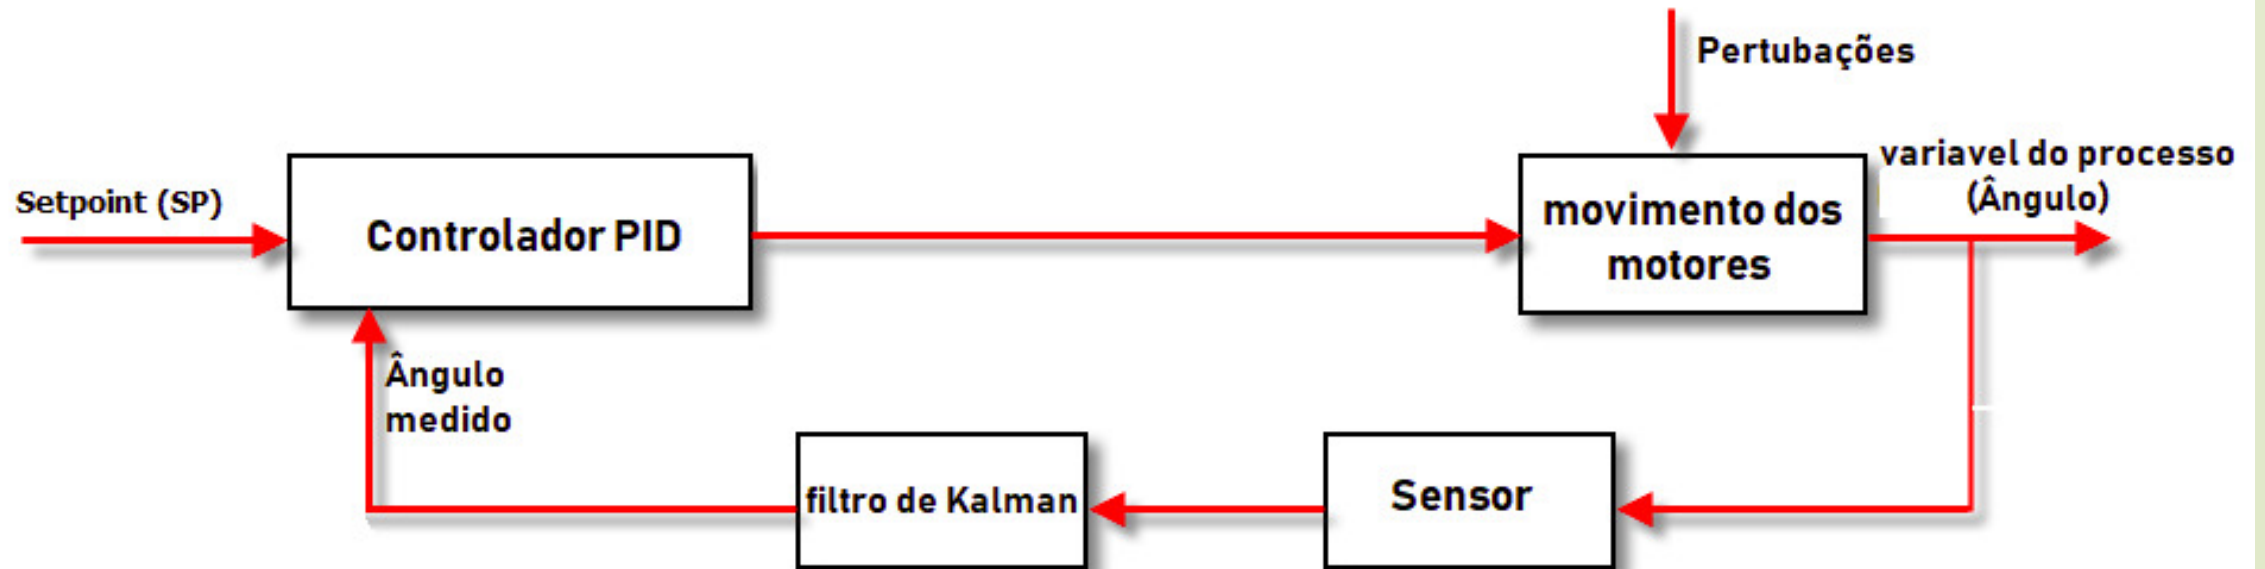 Pertubações
variavel do processo
(Ângulo)
Setpoint (SP)
Controlador PID
movimento dos
motores
Ângulo
medido
filtro de Kalman
Sensor